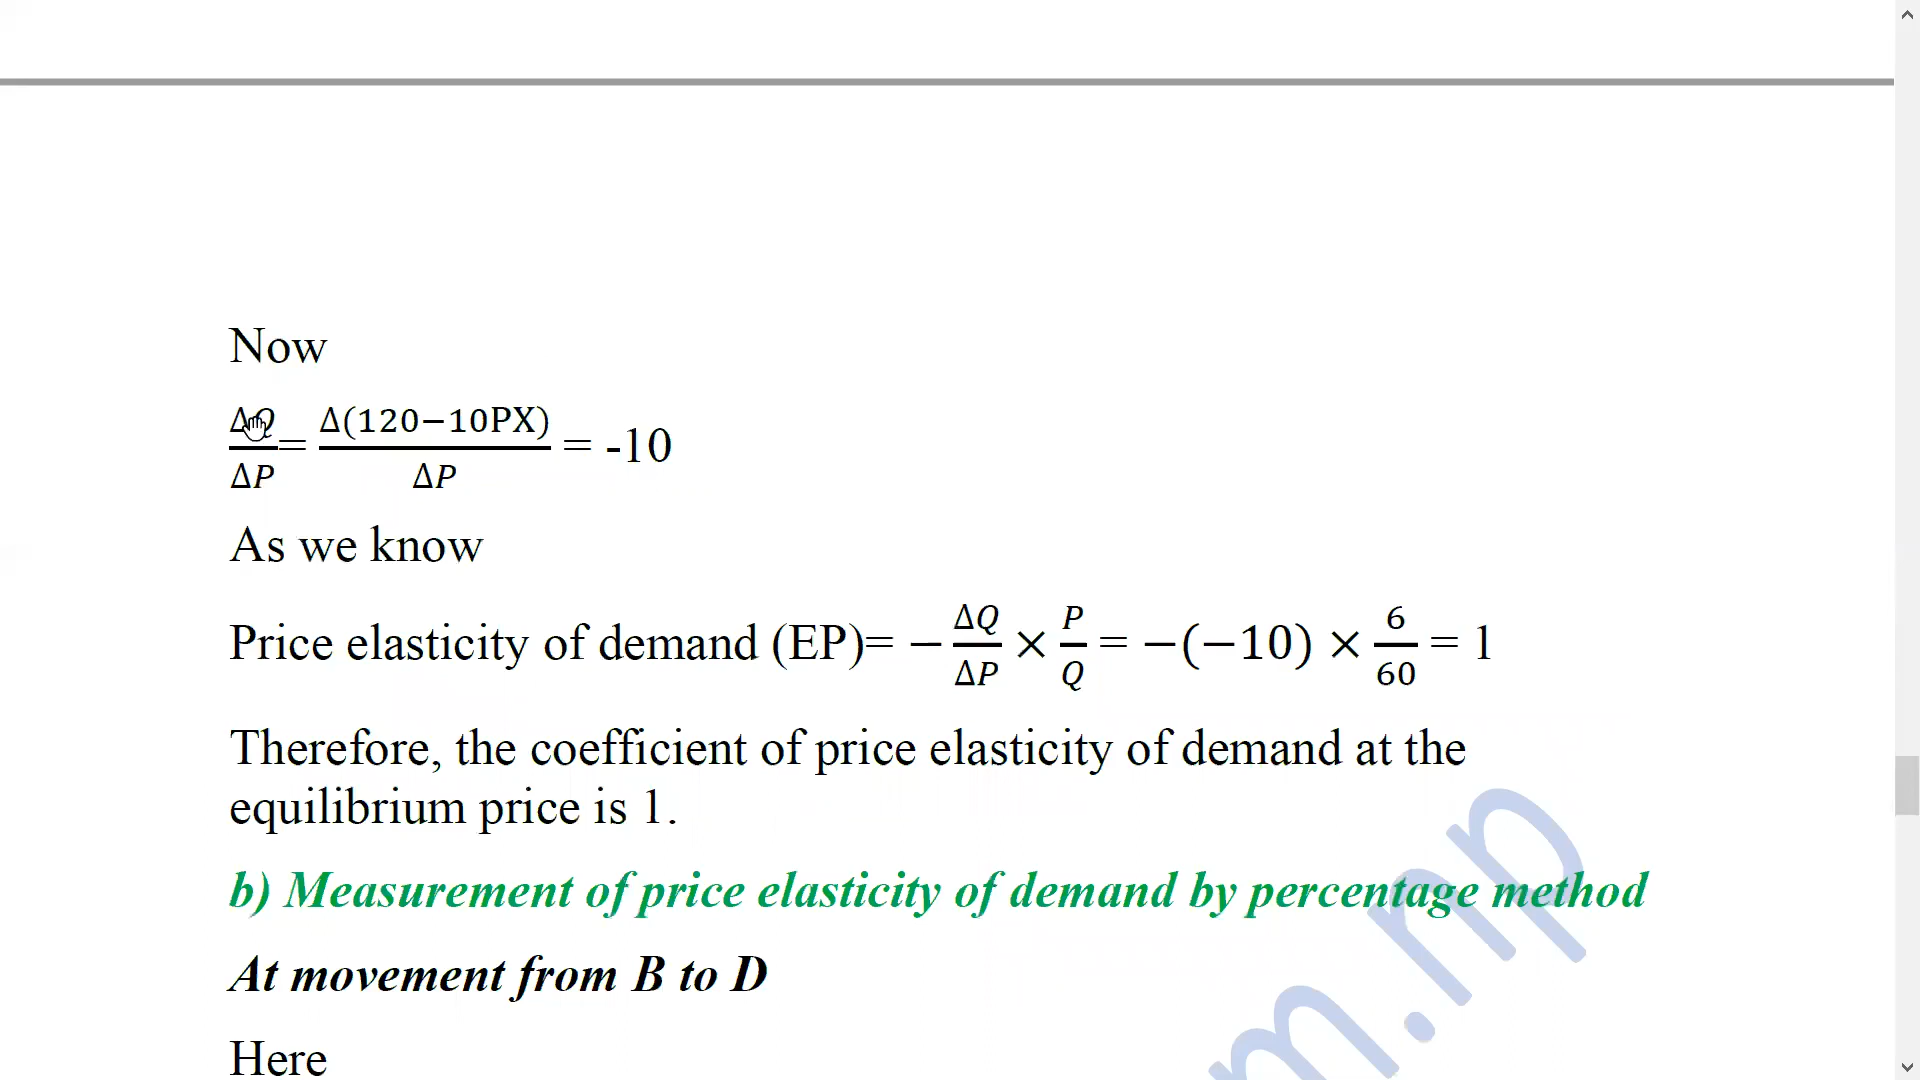 Now
ΔQ/ΔP = Δ(120−10PX)/ΔP = -10
As we know
Price elasticity of demand (EP)= − ΔQ/ΔP × P/Q = −(−10) × 6/60 = 1
Therefore, the coefficient of price elasticity of demand at the
equilibrium price is 1.
b) Measurement of price elasticity of demand by percentage method
At movement from B to D
Here
m.np